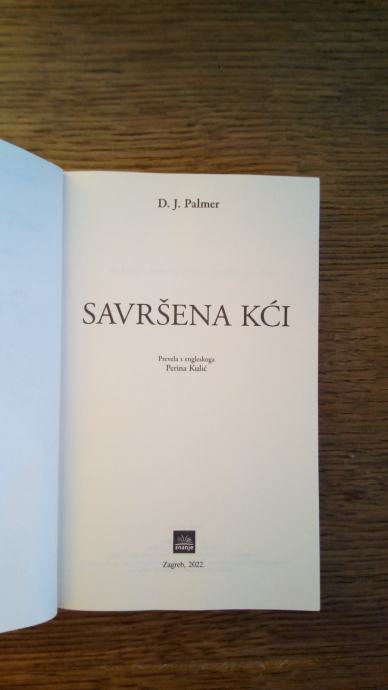 D. J. Palmer
SAVRŠENA KĆI
Prevela s engleskoga
Perina Kulić
znanje
Zagreb, 2022.